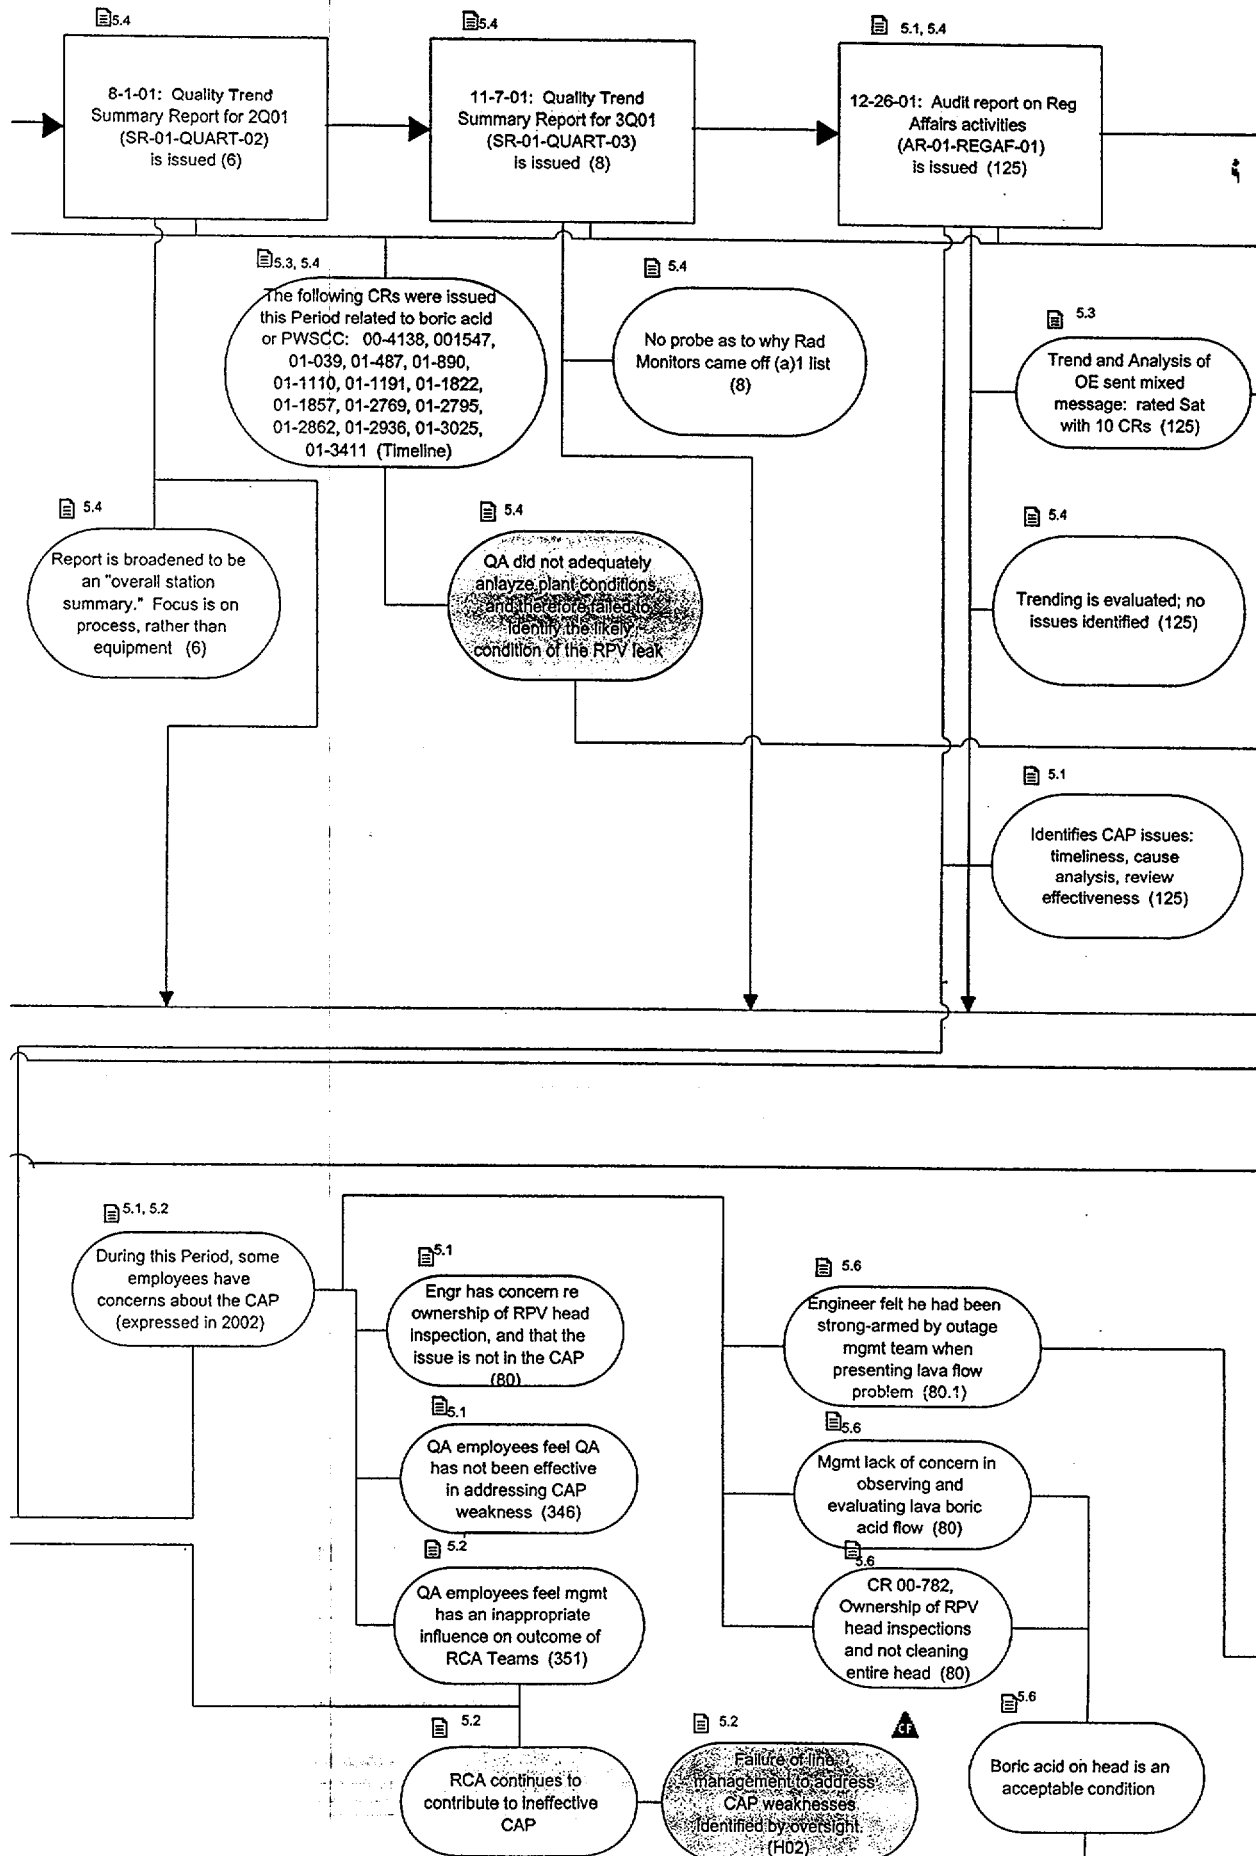 5.4
8-1-01: Quality Trend
Summary Report for 2Q01
(SR-01-QUART-02)
is issued (6)
5.4
11-7-01: Quality Trend
Summary Report for 3Q01
(SR-01-QUART-03)
is issued (8)
5.1, 5.4
12-26-01: Audit report on Reg
Affairs activities
(AR-01-REGAF-01)
is issued (125)
5.3, 5.4
The following CRs were issued
this Period related to boric acid
or PWSCC: 00-4138, 001547,
01-039, 01-487, 01-890,
01-1110, 01-1191, 01-1822,
01-1857, 01-2769, 01-2795,
01-2862, 01-2936, 01-3025,
01-3411 (Timeline)
5.4
No probe as to why Rad
Monitors came off (a)1 list
(8)
5.3
Trend and Analysis of
OE sent mixed
message: rated Sat
with 10 CRs (125)
5.4
Report is broadened to be
an "overall station
summary." Focus is on
process, rather than
equipment (6)
5.4
QA did not adequately
anlayze plant conditions
and therefore failed to
identify the likely
condition of the RPV leak
5.4
Trending is evaluated; no
issues identified (125)
5.1
Identifies CAP issues:
timeliness, cause
analysis, review
effectiveness (125)
5.1, 5.2
During this Period, some
employees have
concerns about the CAP
(expressed in 2002)
5.1
Engr has concern re
ownership of RPV head
inspection, and that the
issue is not in the CAP
(80)
5.6
Engineer felt he had been
strong-armed by outage
mgmt team when
presenting lava flow
problem (80.1)
5.1
QA employees feel QA
has not been effective
in addressing CAP
weakness (346)
5.6
Mgmt lack of concern in
observing and
evaluating lava boric
acid flow (80)
5.2
QA employees feel mgmt
has an inappropriate
influence on outcome of
RCA Teams (351)
5.6
CR 00-782,
Ownership of RPV
head inspections
and not cleaning
entire head (80)
5.2
RCA continues to
contribute to ineffective
CAP
5.2
CF
Failure of line
management to address
CAP weaknesses
identified by oversight.
(H02)
5.6
Boric acid on head is an
acceptable condition